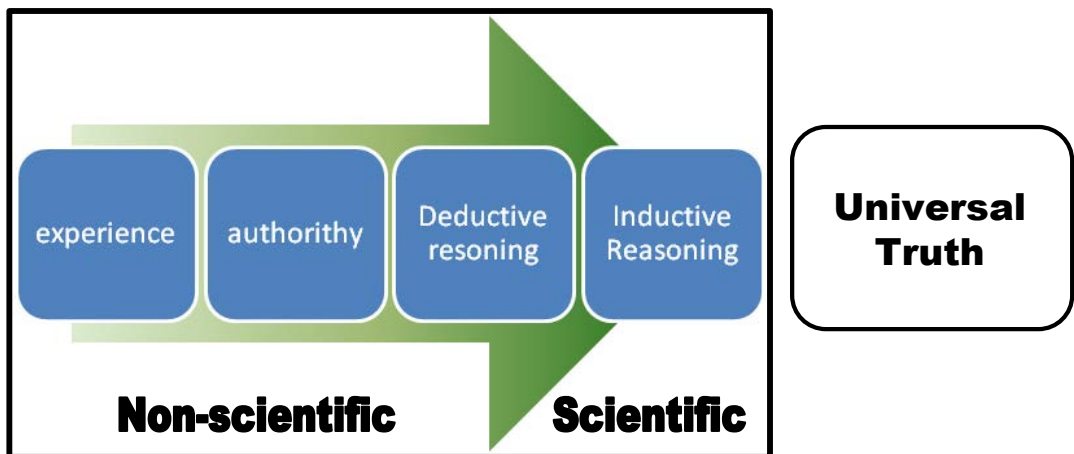 experience
authorithy
Deductive
resoning
Inductive
Reasoning
Universal
Truth
Non-scientific
Scientific